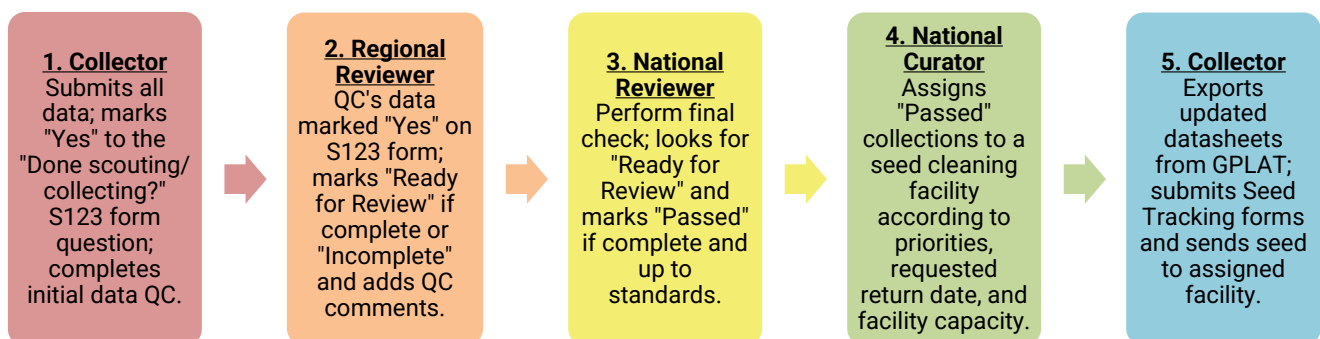 1. Collector
Submits all
data; marks
"Yes" to the
"Done scouting/
collecting?"
S123 form
question;
completes
initial data QC.
2. Regional
Reviewer
QC's data
marked "Yes" on
S123 form;
marks "Ready
for Review" if
complete or
"Incomplete"
and adds QC
comments.
3. National
Reviewer
Perform final
check; looks for
"Ready for
Review" and
marks "Passed"
if complete and
up to
standards.
4. National
Curator
Assigns
"Passed"
collections to a
seed cleaning
facility
according to
priorities,
requested
return date, and
facility capacity.
5. Collector
Exports
updated
datasheets
from GPLAT;
submits Seed
Tracking forms
and sends seed
to assigned
facility.